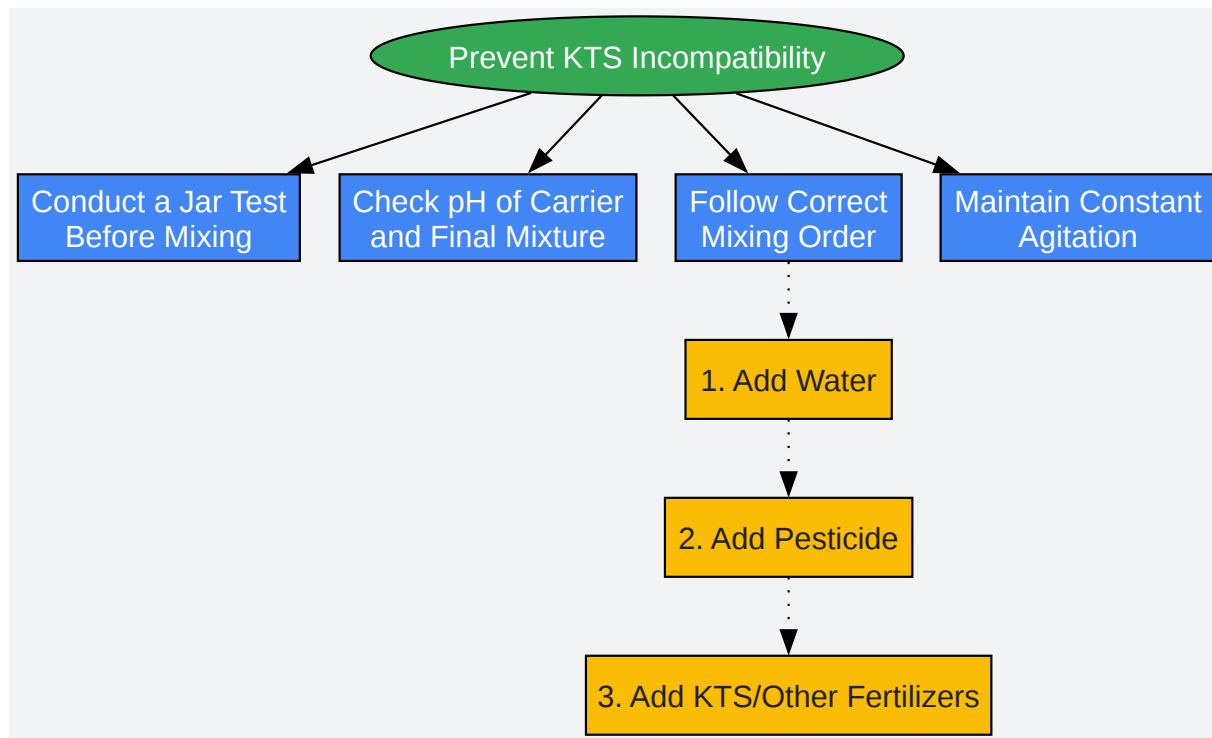 Prevent KTS Incompatibility
Conduct a Jar Test
Before Mixing
Check pH of Carrier
and Final Mixture
Follow Correct
Mixing Order
Maintain Constant
Agitation
1. Add Water
2. Add Pesticide
3. Add KTS/Other Fertilizers